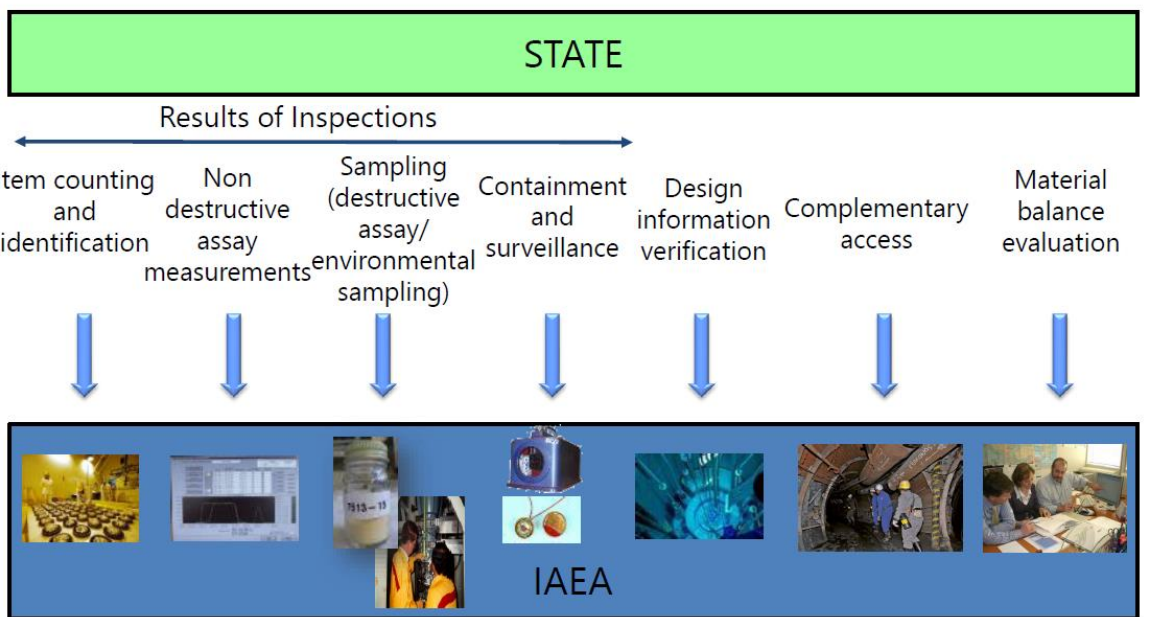 STATE
Results of Inspections
tem counting
and
identification
Non
destructive
assay
measurements
Sampling
(destructive
assay/
environmental
sampling)
Containment
and
surveillance
Design
information
verification
Complementary
access
Material
balance
evaluation
7513-15
IAEA